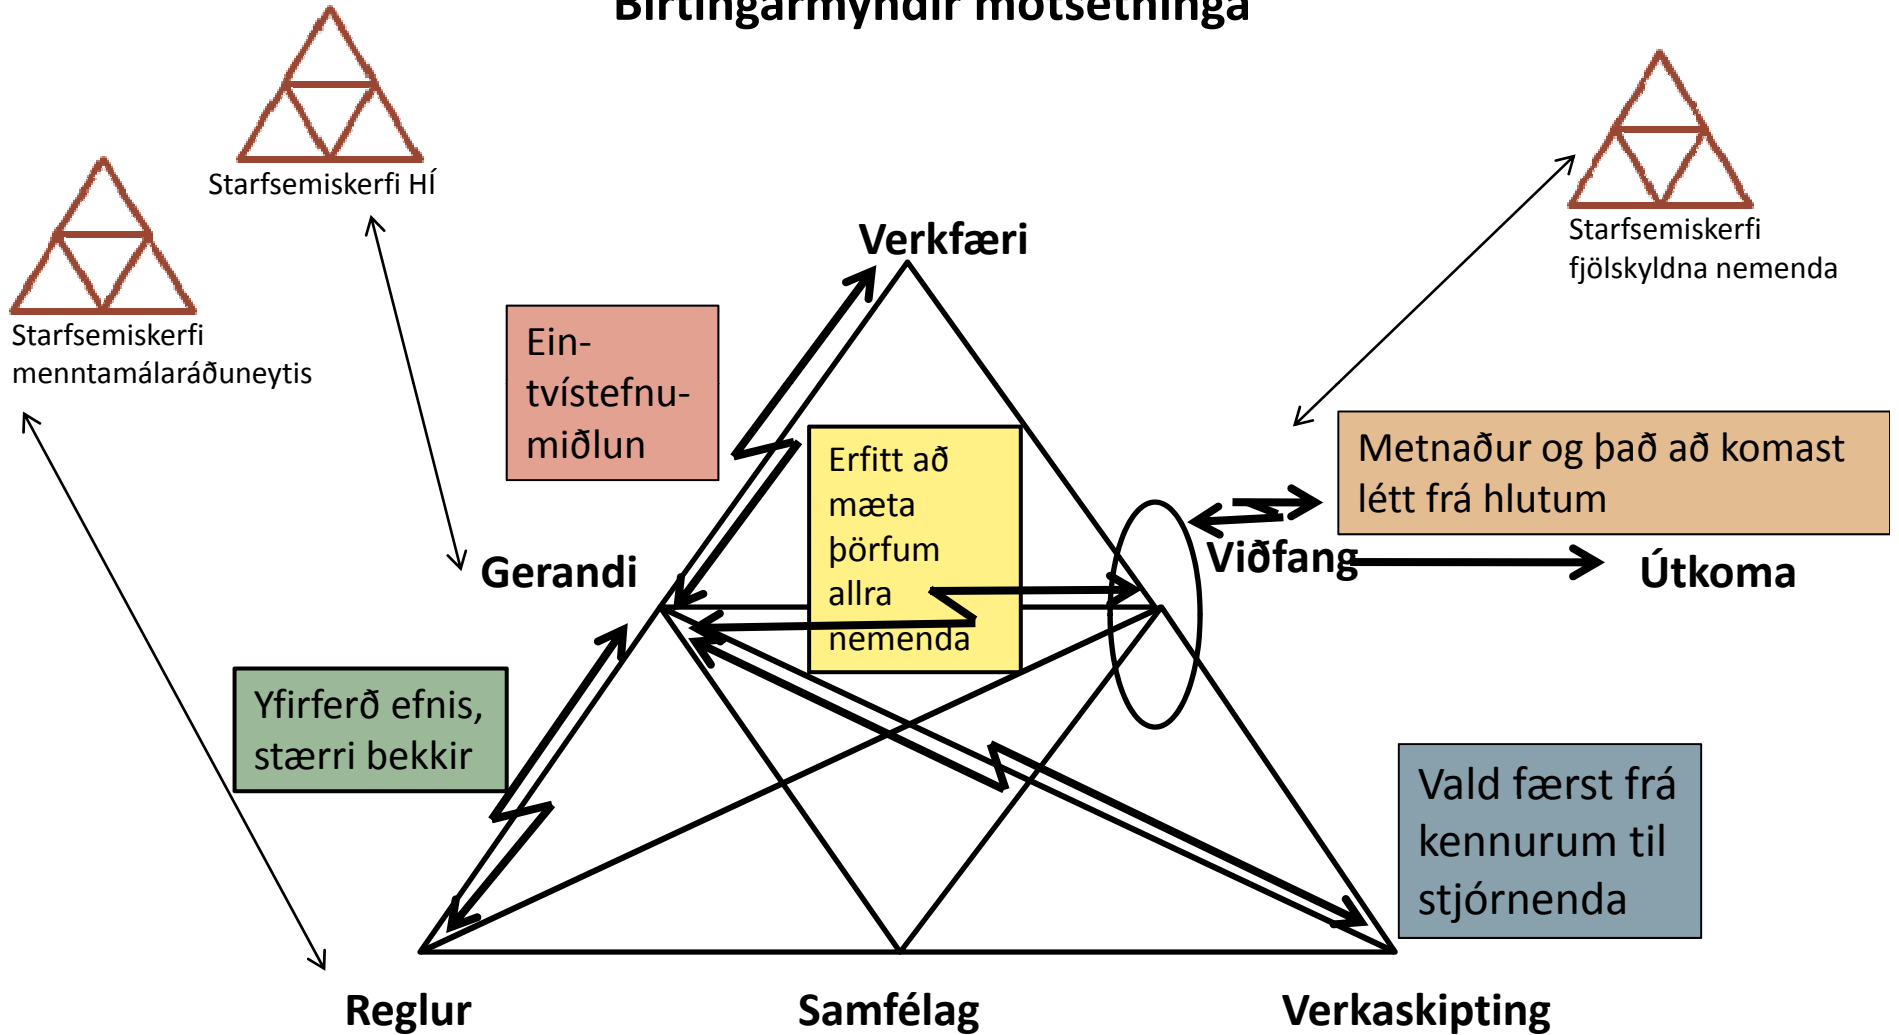 Birtingarmyndir mótsetninga
Starfsemiskerfi HÍ
Starfsemiskerfi
menntamálaráðuneytis
Starfsemiskerfi
fjölskyldna nemenda
Verkfæri
Ein-
tvístefnu-
miðlun
Erfitt að
mæta
þörfum
allra
nemenda
Metnaður og það að komast
létt frá hlutum
Gerandi
Viðfang
Útkoma
Yfirferð efnis,
stærri bekkir
Vald færst frá
kennurum til
stjórnenda
Reglur
Samfélag
Verkaskipting